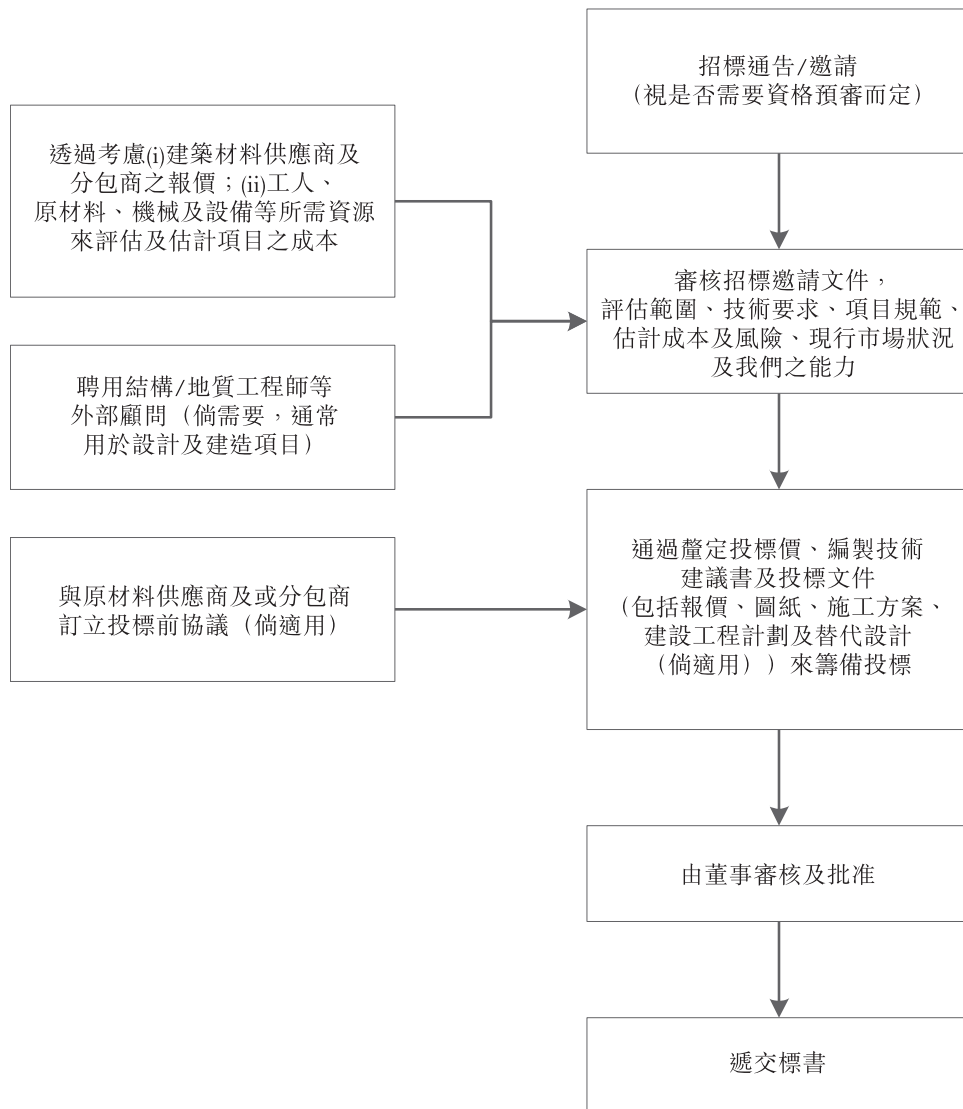 招標通告/邀請
（視是否需要資格預審而定）
透過考慮(i)建築材料供應商及
分包商之報價；(ii)工人、
原材料、機械及設備等所需資源
來評估及估計項目之成本
審核招標邀請文件，
評估範圍、技術要求、項目規範、
估計成本及風險、現行市場狀況
及我們之能力
聘用結構/地質工程師等
外部顧問（倘需要，通常
用於設計及建造項目）
通過釐定投標價、編製技術
建議書及投標文件
（包括報價、圖紙、施工方案、
建設工程計劃及替代設計
（倘適用））來籌備投標
與原材料供應商及或分包商
訂立投標前協議（倘適用）
由董事審核及批准
遞交標書